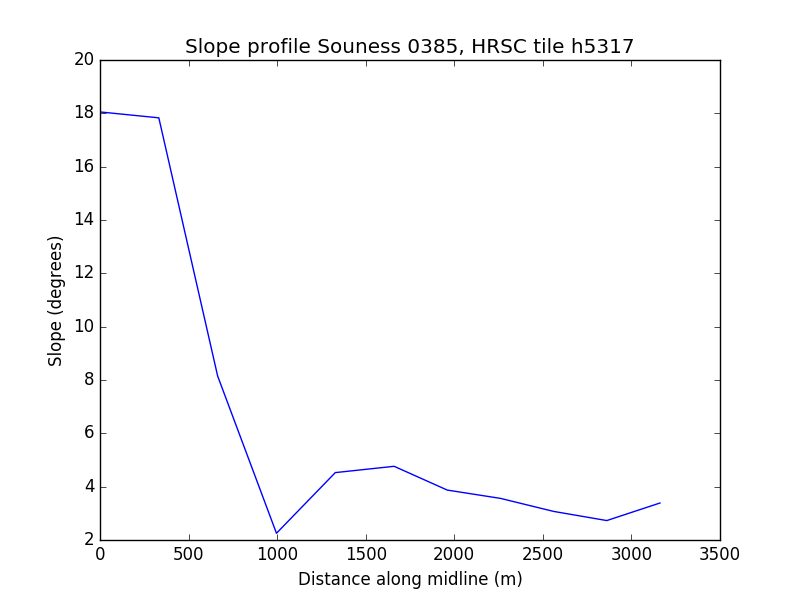 Slope profile Souness 0385, HRSC tile h5317
20
18
16
14
12
10
8
6
4
2
Slope (degrees)
0 500 1000 1500 2000 2500 3000 3500
Distance along midline (m)